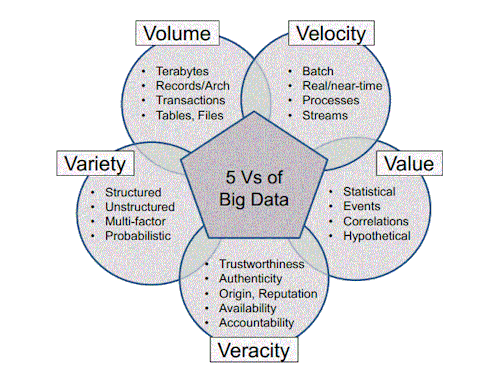 Volume
• Terabytes
• Records/Arch
• Transactions
• Tables, Files
Velocity
• Batch
• Real/near-time
• Processes
• Streams
Variety
• Structured
• Unstructured
• Multi-factor
• Probabilistic
5 Vs of
Big Data
Value
• Statistical
• Events
• Correlations
• Hypothetical
• Trustworthiness
• Authenticity
• Origin, Reputation
• Availability
• Accountability
Veracity